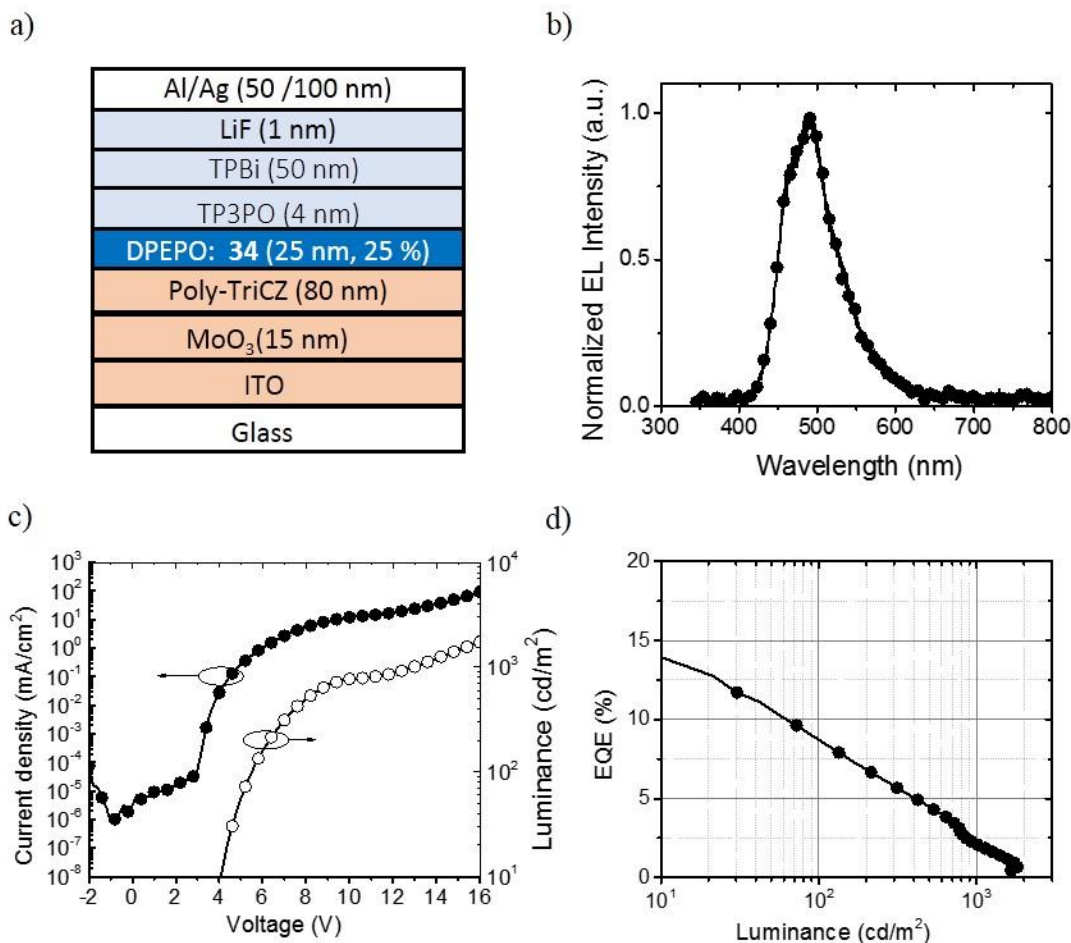 a)
Al/Ag (50 /100 nm)
LiF (1 nm)
TPBi (50 nm)
TP3PO (4 nm)
DPEPO: 34 (25 nm, 25 %)
Poly-TriCZ (80 nm)
MoO₃(15 nm)
ITO
Glass
b)
Normalized EL Intensity (a.u.)
1.0
0.5
0.0
300 400 500 600 700 800
Wavelength (nm)
c)
Current density (mA/cm²)
10³
10²
10¹
10⁰
10⁻¹
10⁻²
10⁻³
10⁻⁴
10⁻⁵
10⁻⁶
10⁻⁷
10⁻⁸
-2 0 2 4 6 8 10 12 14 16
Voltage (V)
10⁴
10³
10²
10¹
Luminance (cd/m²)
d)
EQE (%)
20
15
10
5
0
10¹ 10² 10³
Luminance (cd/m²)